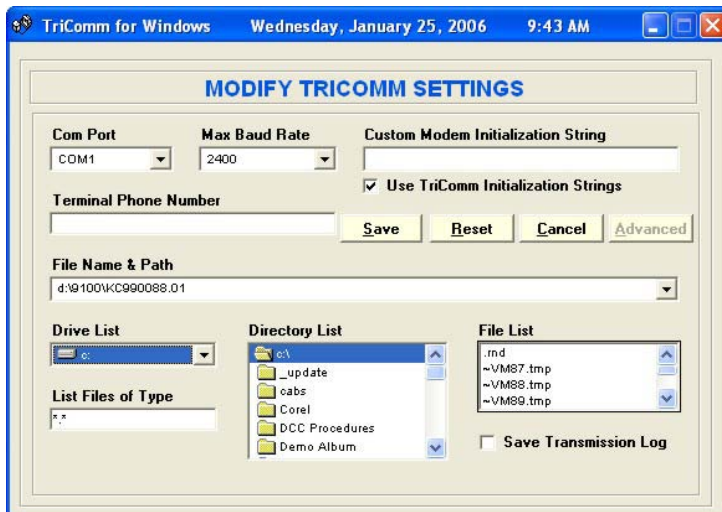 TriComm for Windows Wednesday, January 25, 2006 9:43 AM
MODIFY TRICOMM SETTINGS
Com Port Max Baud Rate Custom Modem Initialization String
COM1 2400
Use TriComm Initialization Strings
Terminal Phone Number
Save Reset Cancel Advanced
File Name & Path
d:\9100\KC990088.01
Drive List Directory List File List
c: c:\ .rnd
_update ~VM87.tmp
cabs ~VM88.tmp
Corel ~VM89.tmp
List Files of Type
*.*
DCC Procedures
Demo Album
Save Transmission Log